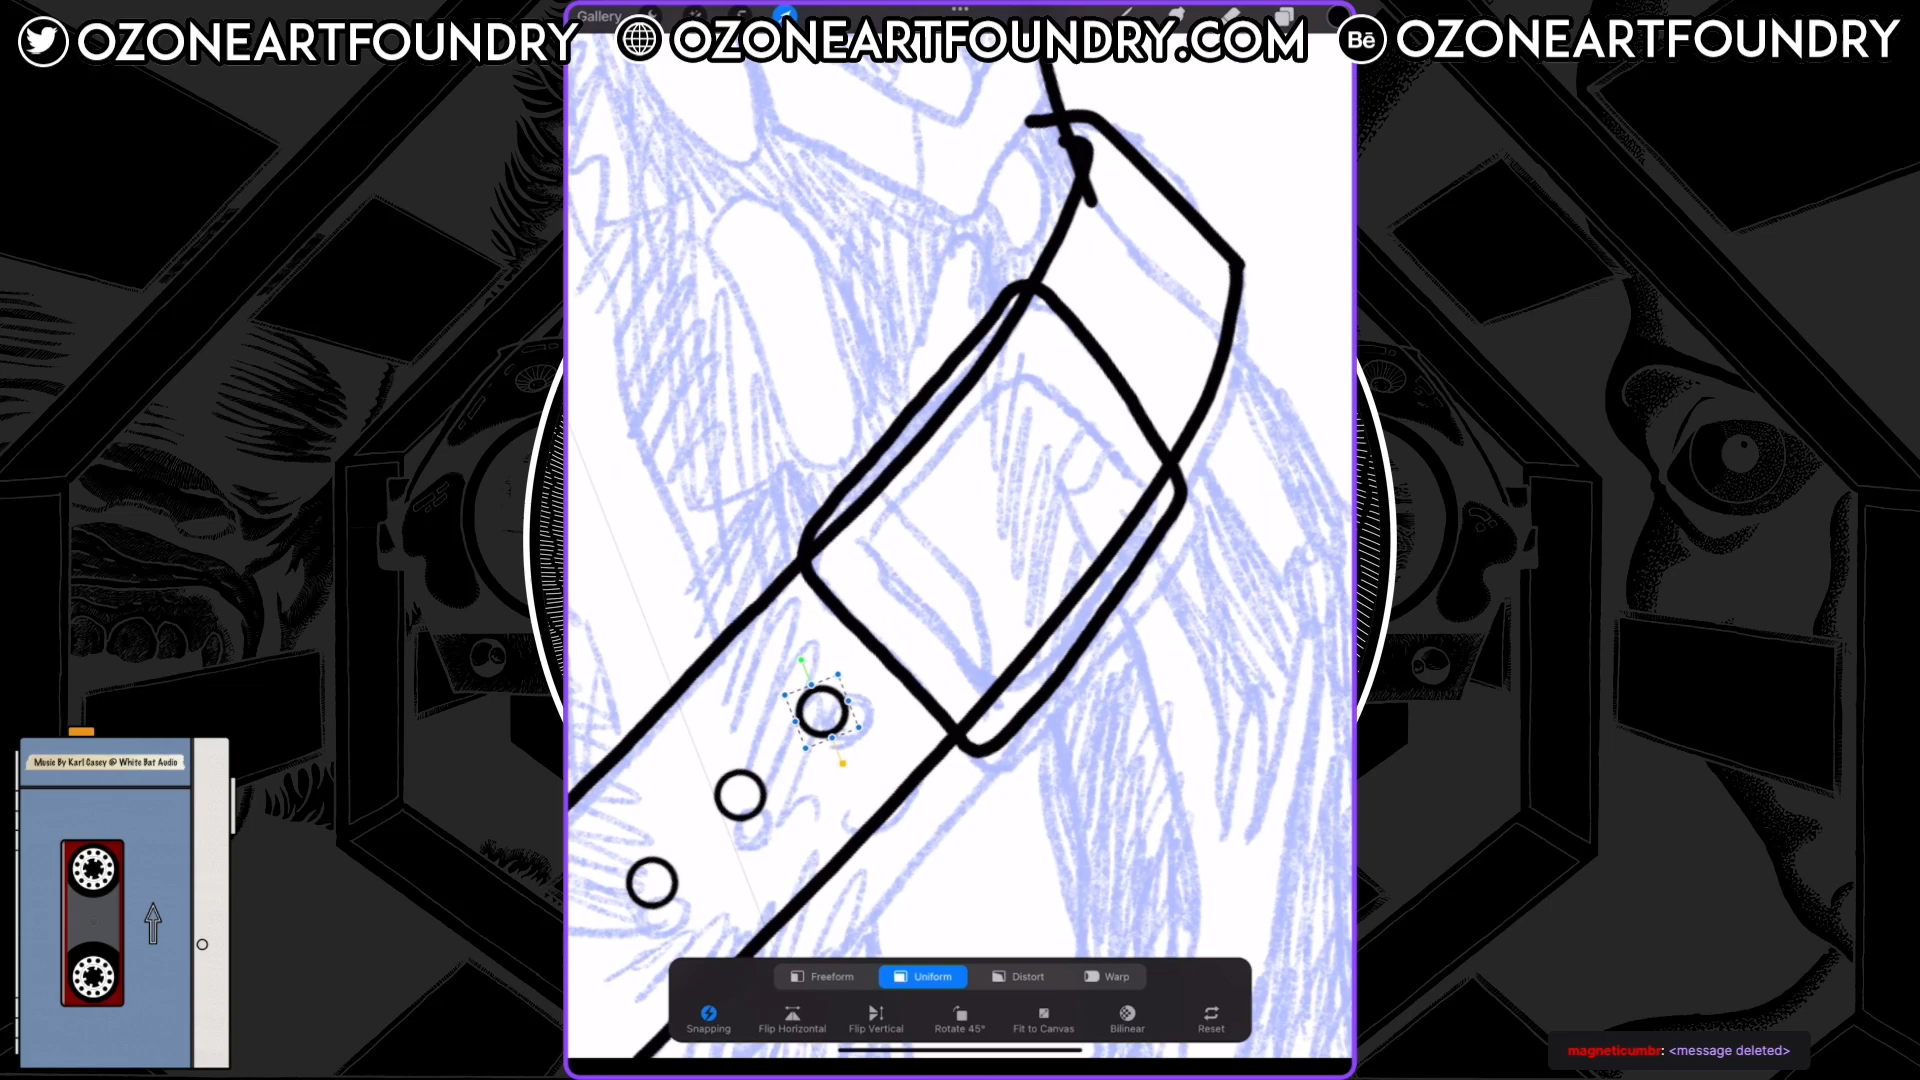 Gallery
OZONEARTFOUNDRY
OZONEARTFOUNDRY.COM
Bē OZONEARTFOUNDRY
Music By Karl Casey @ White Bat Audio
Freeform Uniform Distort Warp
Snapping Flip Horizontal Flip Vertical Rotate 45° Fit to Canvas Bilinear Reset
magneticumbr: <message deleted>